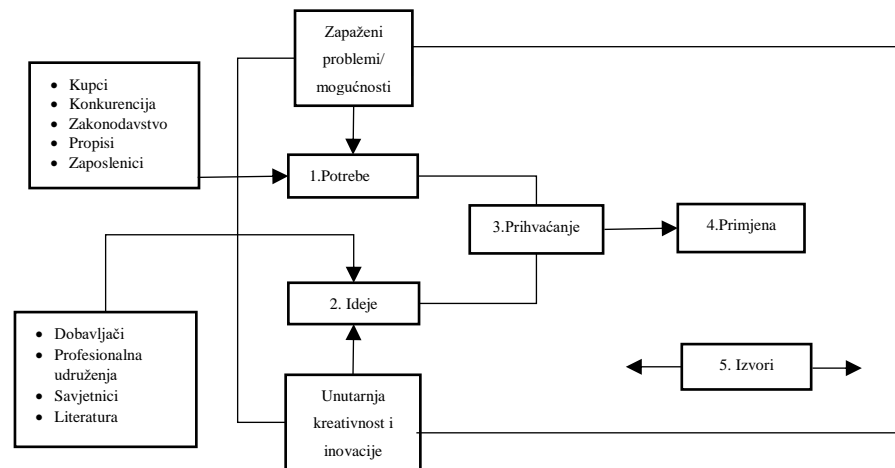 Zapaženi
problemi/
mogućnosti
• Kupci
• Konkurencija
• Zakonodavstvo
• Propisi
• Zaposlenici
1.Potrebe
3.Prihvaćanje
4.Primjena
2. Ideje
• Dobavljači
• Profesionalna
udruženja
• Savjetnici
• Literatura
5. Izvori
Unutarnja
kreativnost i
inovacije